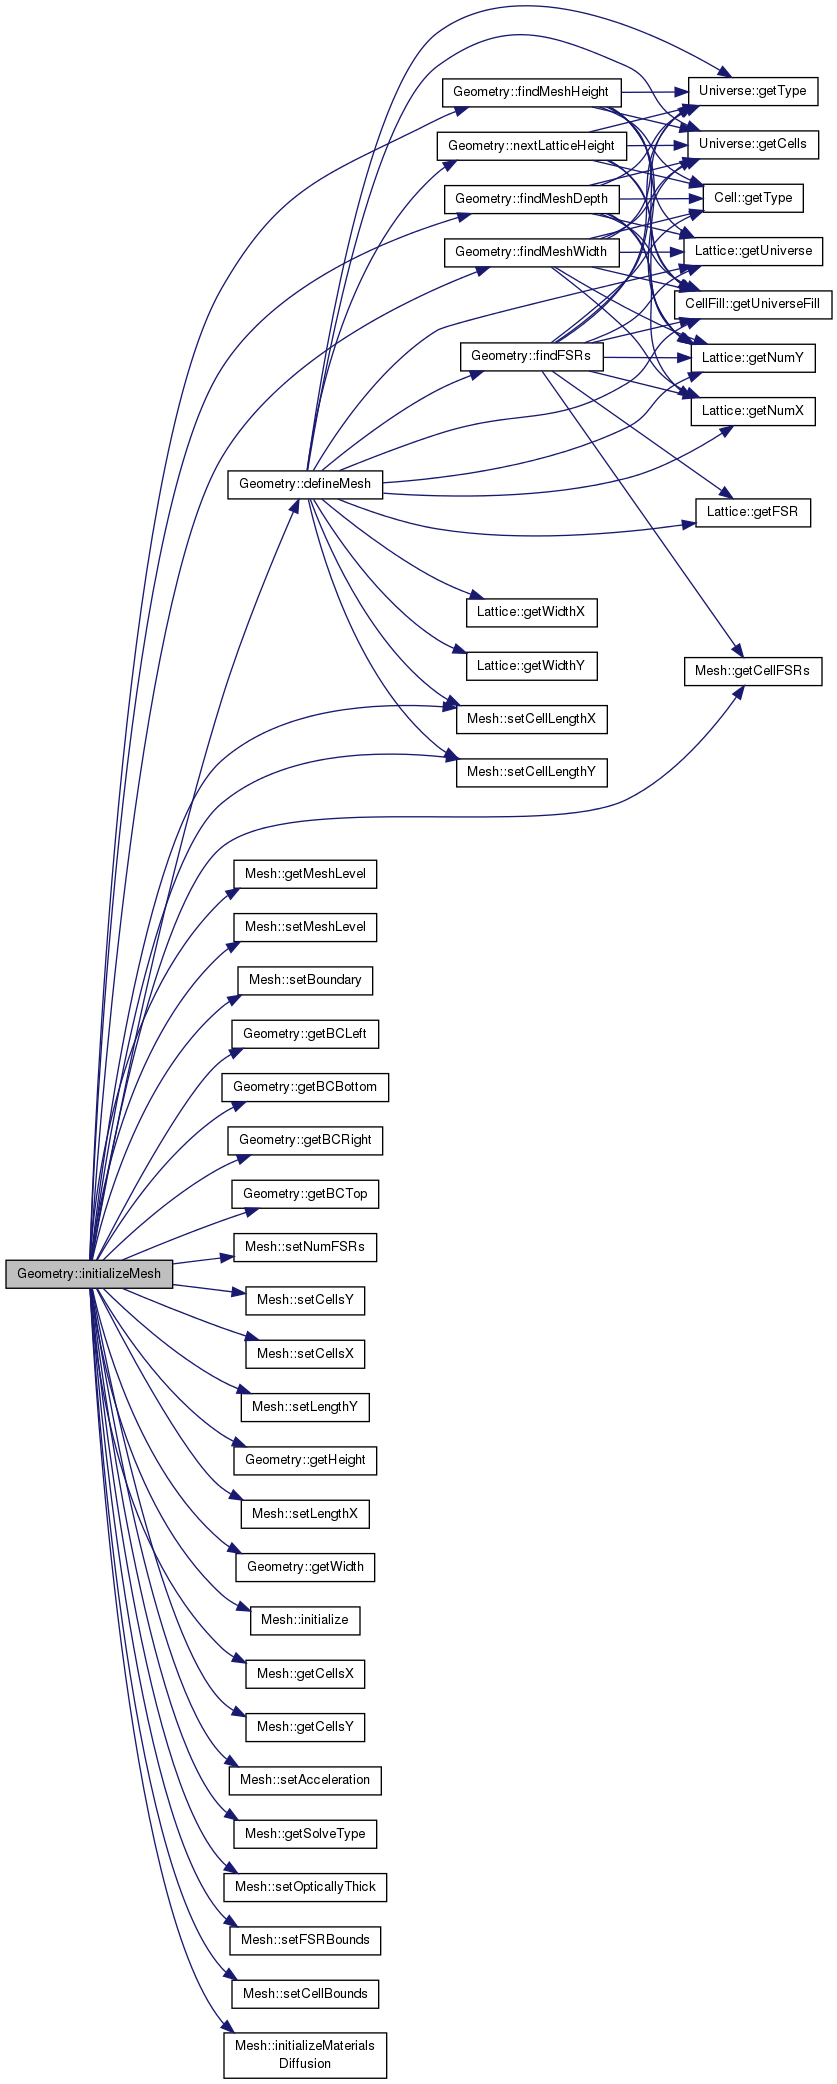 Geometry::findMeshHeight
Universe::getType
Geometry::nextLatticeHeight
Universe::getCells
Geometry::findMeshDepth
Cell::getType
Geometry::findMeshWidth
Lattice::getUniverse
CellFill::getUniverseFill
Geometry::findFSRs
Lattice::getNumY
Lattice::getNumX
Geometry::defineMesh
Lattice::getFSR
Lattice::getWidthX
Lattice::getWidthY
Mesh::getCellFSRs
Mesh::setCellLengthX
Mesh::setCellLengthY
Mesh::getMeshLevel
Mesh::setMeshLevel
Mesh::setBoundary
Geometry::getBCLeft
Geometry::getBCBottom
Geometry::getBCRight
Geometry::getBCTop
Mesh::setNumFSRs
Geometry::initializeMesh
Mesh::setCellsY
Mesh::setCellsX
Mesh::setLengthY
Geometry::getHeight
Mesh::setLengthX
Geometry::getWidth
Mesh::initialize
Mesh::getCellsX
Mesh::getCellsY
Mesh::setAcceleration
Mesh::getSolveType
Mesh::setOpticallyThick
Mesh::setFSRBounds
Mesh::setCellBounds
Mesh::initializeMaterials
Diffusion